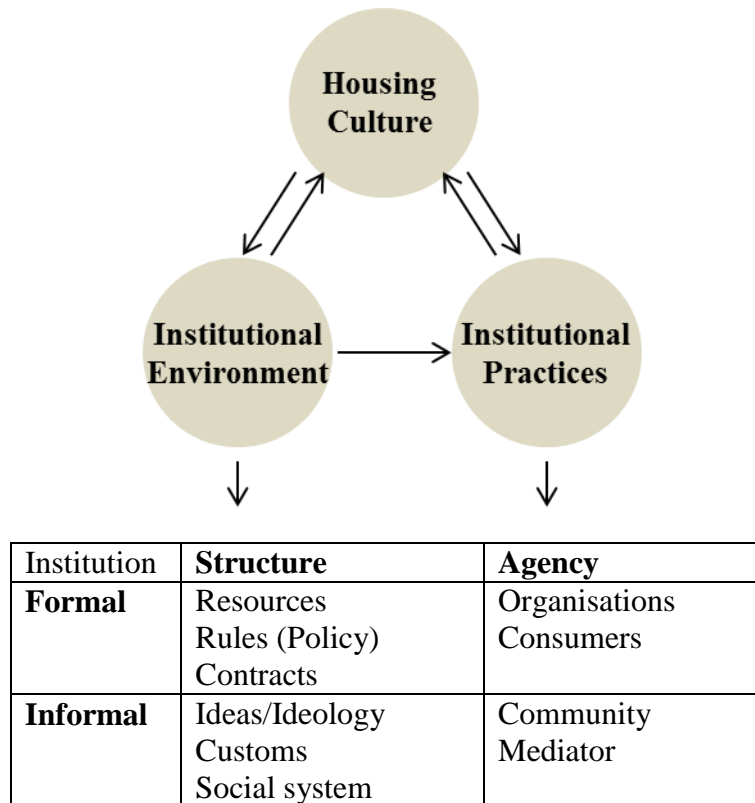 Housing
Culture
Institutional
Environment
Institutional
Practices
Institution Structure Agency
Formal Resources Organisations
Rules (Policy) Consumers
Contracts
Informal Ideas/Ideology Community
Customs Mediator
Social system